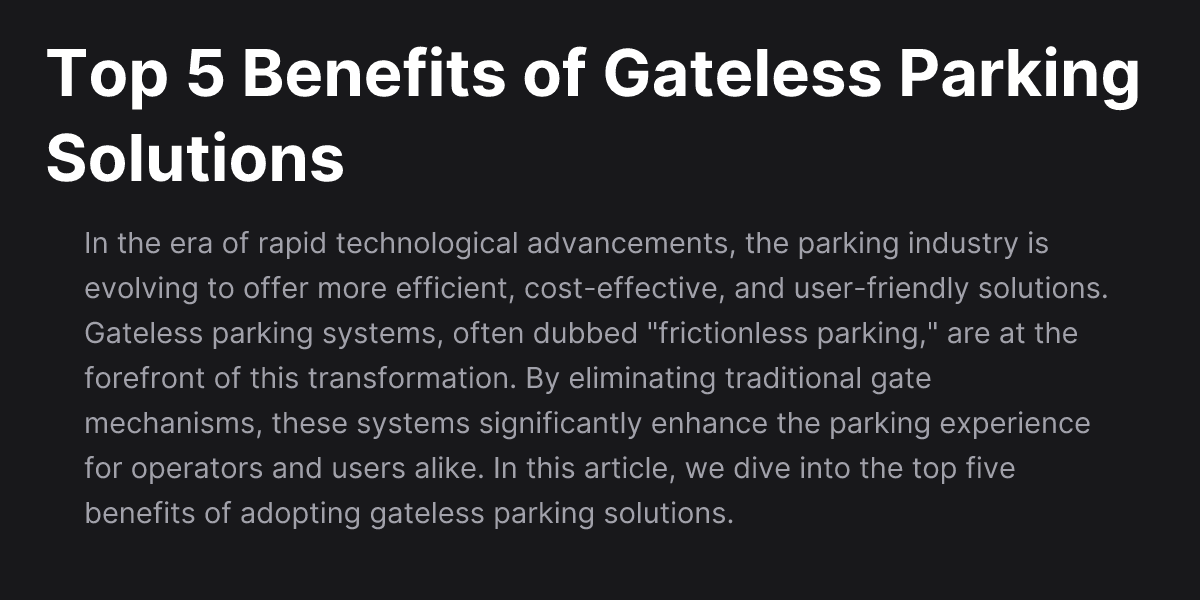 Top 5 Benefits of Gateless Parking
Solutions
In the era of rapid technological advancements, the parking industry is
evolving to offer more efficient, cost-effective, and user-friendly solutions.
Gateless parking systems, often dubbed "frictionless parking," are at the
forefront of this transformation. By eliminating traditional gate
mechanisms, these systems significantly enhance the parking experience
for operators and users alike. In this article, we dive into the top five
benefits of adopting gateless parking solutions.